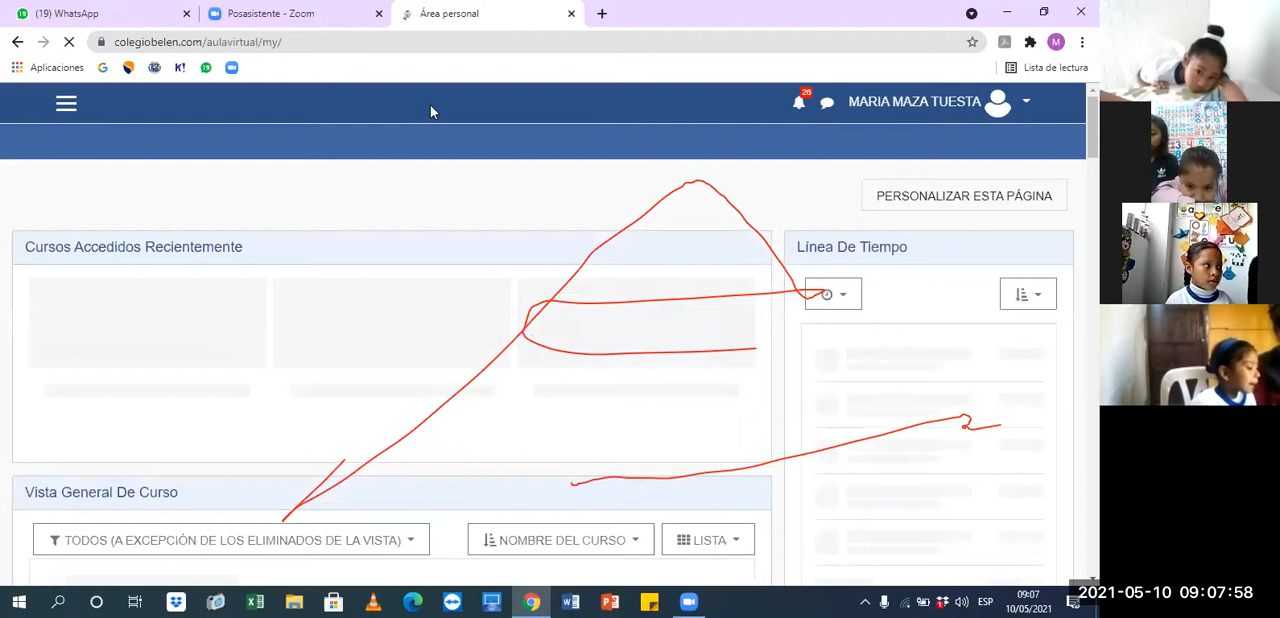 (19) WhatsApp
Posasistente - Zoom
Área personal
colegiobelen.com/aulavirtual/my/
M
Aplicaciones
Lista de lectura
26
MARIA MAZA TUESTA
PERSONALIZAR ESTA PÁGINA
Cursos Accedidos Recientemente
Línea De Tiempo
Vista General De Curso
TODOS (A EXCEPCIÓN DE LOS ELIMINADOS DE LA VISTA)
NOMBRE DEL CURSO
LISTA
ESP
09:07
10/05/2021
2021-05-10 09:07:58